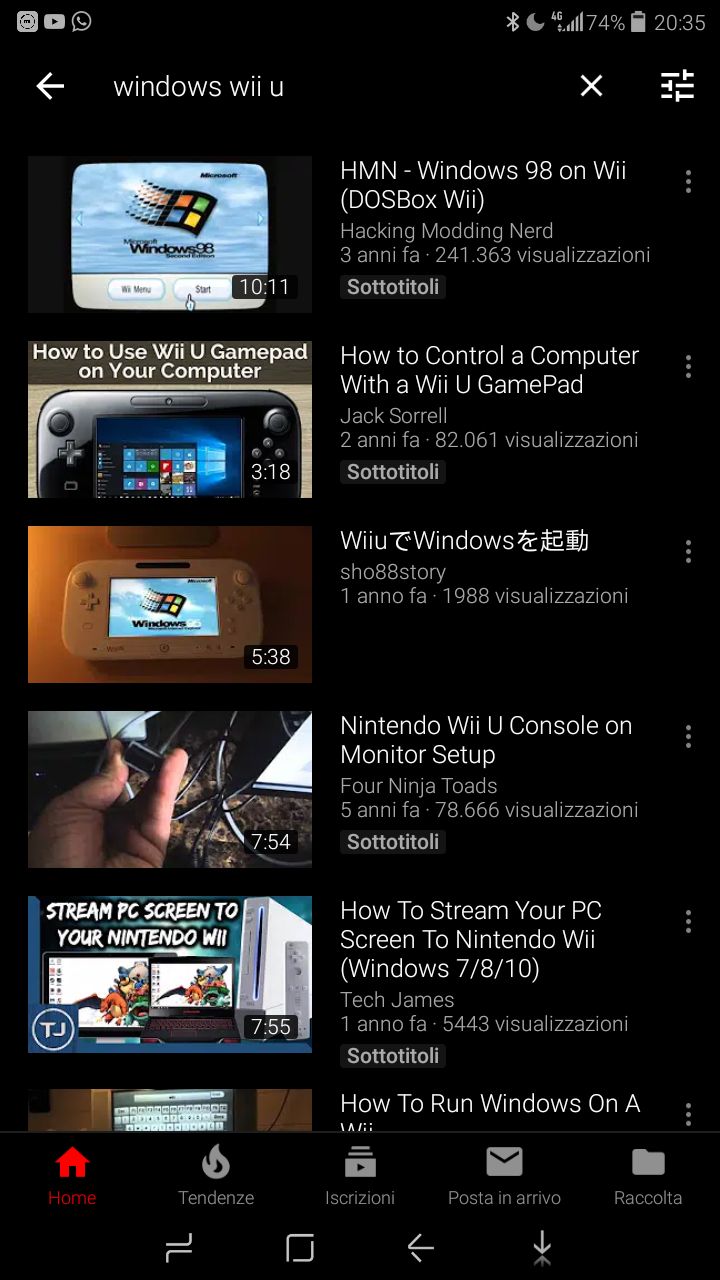 4G 74% 20:35
windows wii u
Microsoft
Microsoft
Windows98
Second Edition
Wii Menu
Start
10:11
HMN - Windows 98 on Wii
(DOSBox Wii)
Hacking Modding Nerd
3 anni fa · 241.363 visualizzazioni
Sottotitoli
How to Use Wii U Gamepad
on Your Computer
3:18
How to Control a Computer
With a Wii U GamePad
Jack Sorrell
2 anni fa · 82.061 visualizzazioni
Sottotitoli
Microsoft
5:38
WiiuでWindowsを起動
sho88story
1 anno fa · 1988 visualizzazioni
7:54
Nintendo Wii U Console on
Monitor Setup
Four Ninja Toads
5 anni fa · 78.666 visualizzazioni
Sottotitoli
STREAM PC SCREEN TO
YOUR NINTENDO WII
TJ
7:55
How To Stream Your PC
Screen To Nintendo Wii
(Windows 7/8/10)
Tech James
1 anno fa · 5443 visualizzazioni
Sottotitoli
How To Run Windows On A
Wii
Home
Tendenze
Iscrizioni
Posta in arrivo
Raccolta